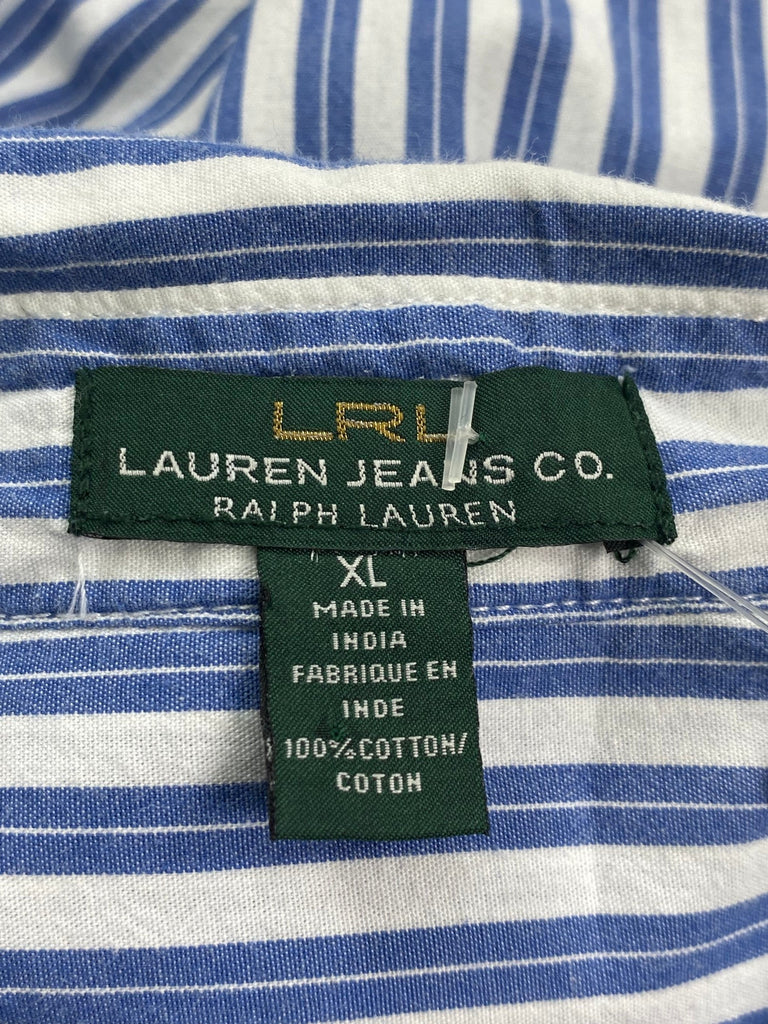 LRL
LAUREN JEANS CO.
RALPH LAUREN
XL
MADE IN
INDIA
FABRIQUE EN
INDE
100% COTTON/
COTON